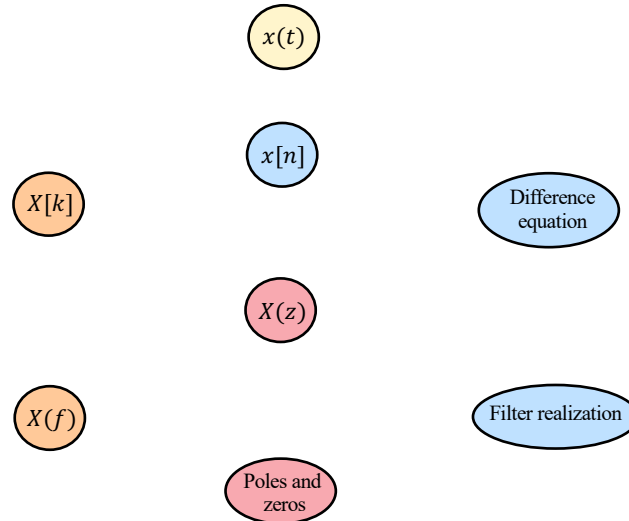 x(t)
x[n]
X[k]
Difference
equation
X(z)
X(f)
Filter realization
Poles and
zeros